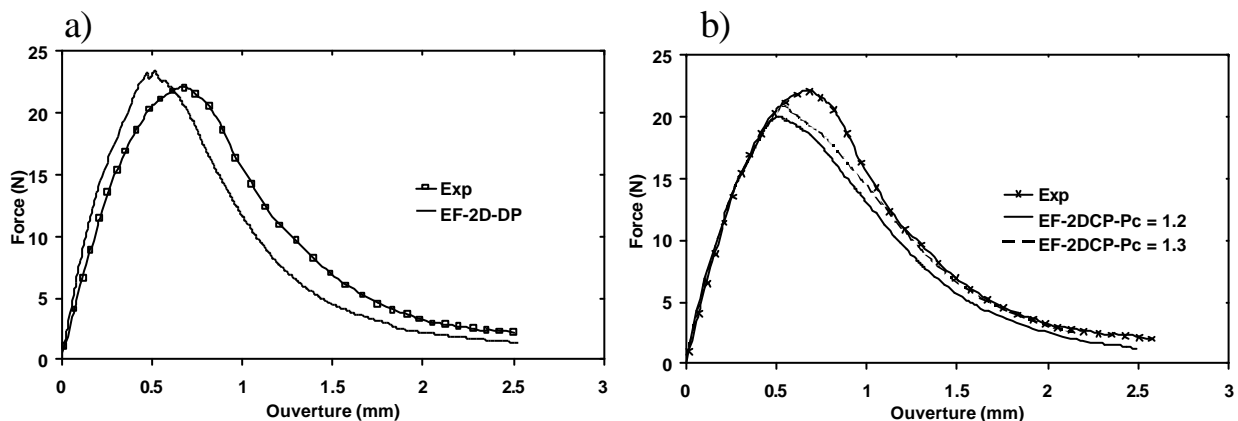 a)
25
20
15
10
5
0
Force (N)
0 0.5 1 1.5 2 2.5 3
Ouverture (mm)
Exp
EF-2D-DP
b)
25
20
15
10
5
0
Force (N)
0 0.5 1 1.5 2 2.5 3
Ouverture (mm)
Exp
EF-2DCP-Pc = 1.2
EF-2DCP-Pc = 1.3